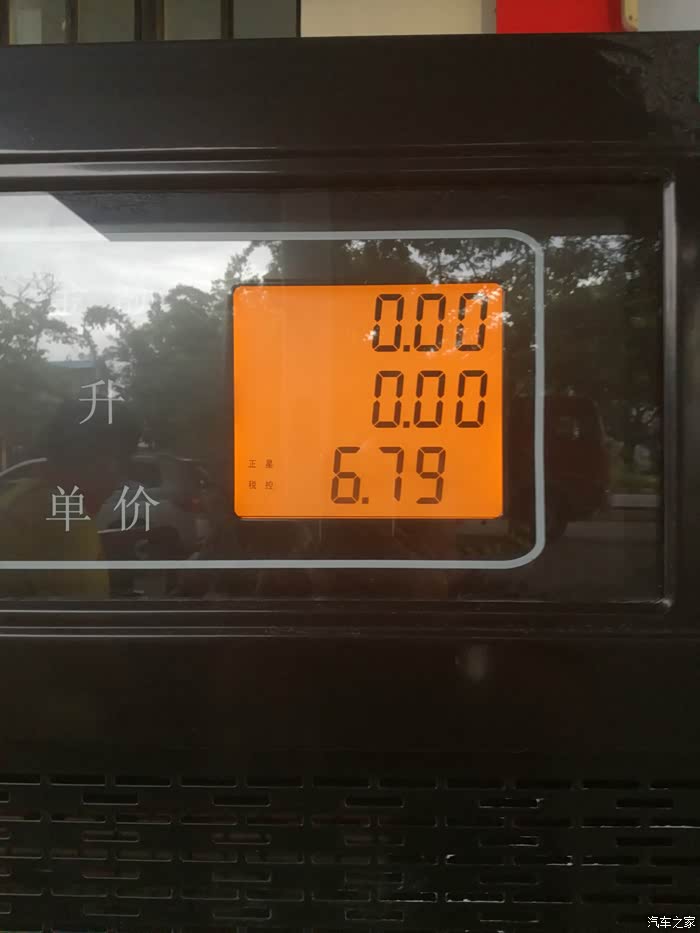 0.00
升 0.00
正星
税控
单价 6.79
汽车之家